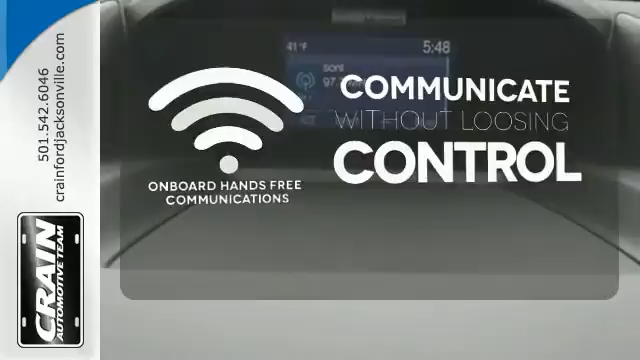 41°F
5:48
COMMUNICATE
WITHOUT LOOSING
CONTROL
ONBOARD HANDS FREE
COMMUNICATIONS
501.542.6046
crainfordjacksonville.com
CRAIN
AUTOMOTIVE TEAM